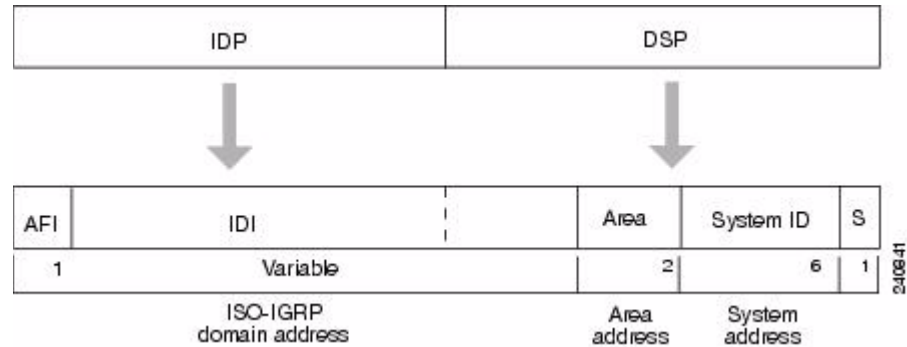 IDP DSP
AFI IDI Area System ID S
1 Variable 2 6 1
ISO-IGRP
domain address
Area
address
System
address
240941